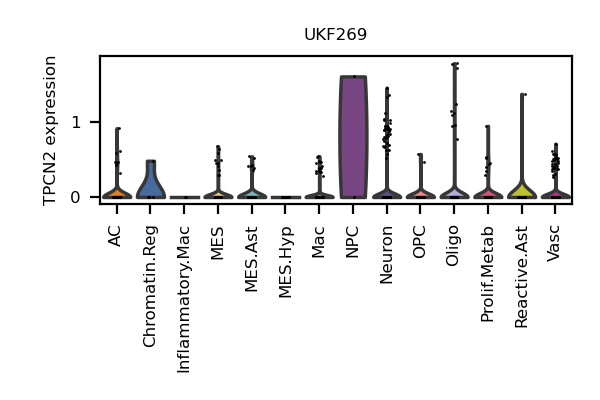 UKF269
TPCN2 expression
1
0
AC
Chromatin.Reg
Inflammatory.Mac
MES
MES.Ast
MES.Hyp
Mac
NPC
Neuron
OPC
Oligo
Prolif.Metab
Reactive.Ast
Vasc